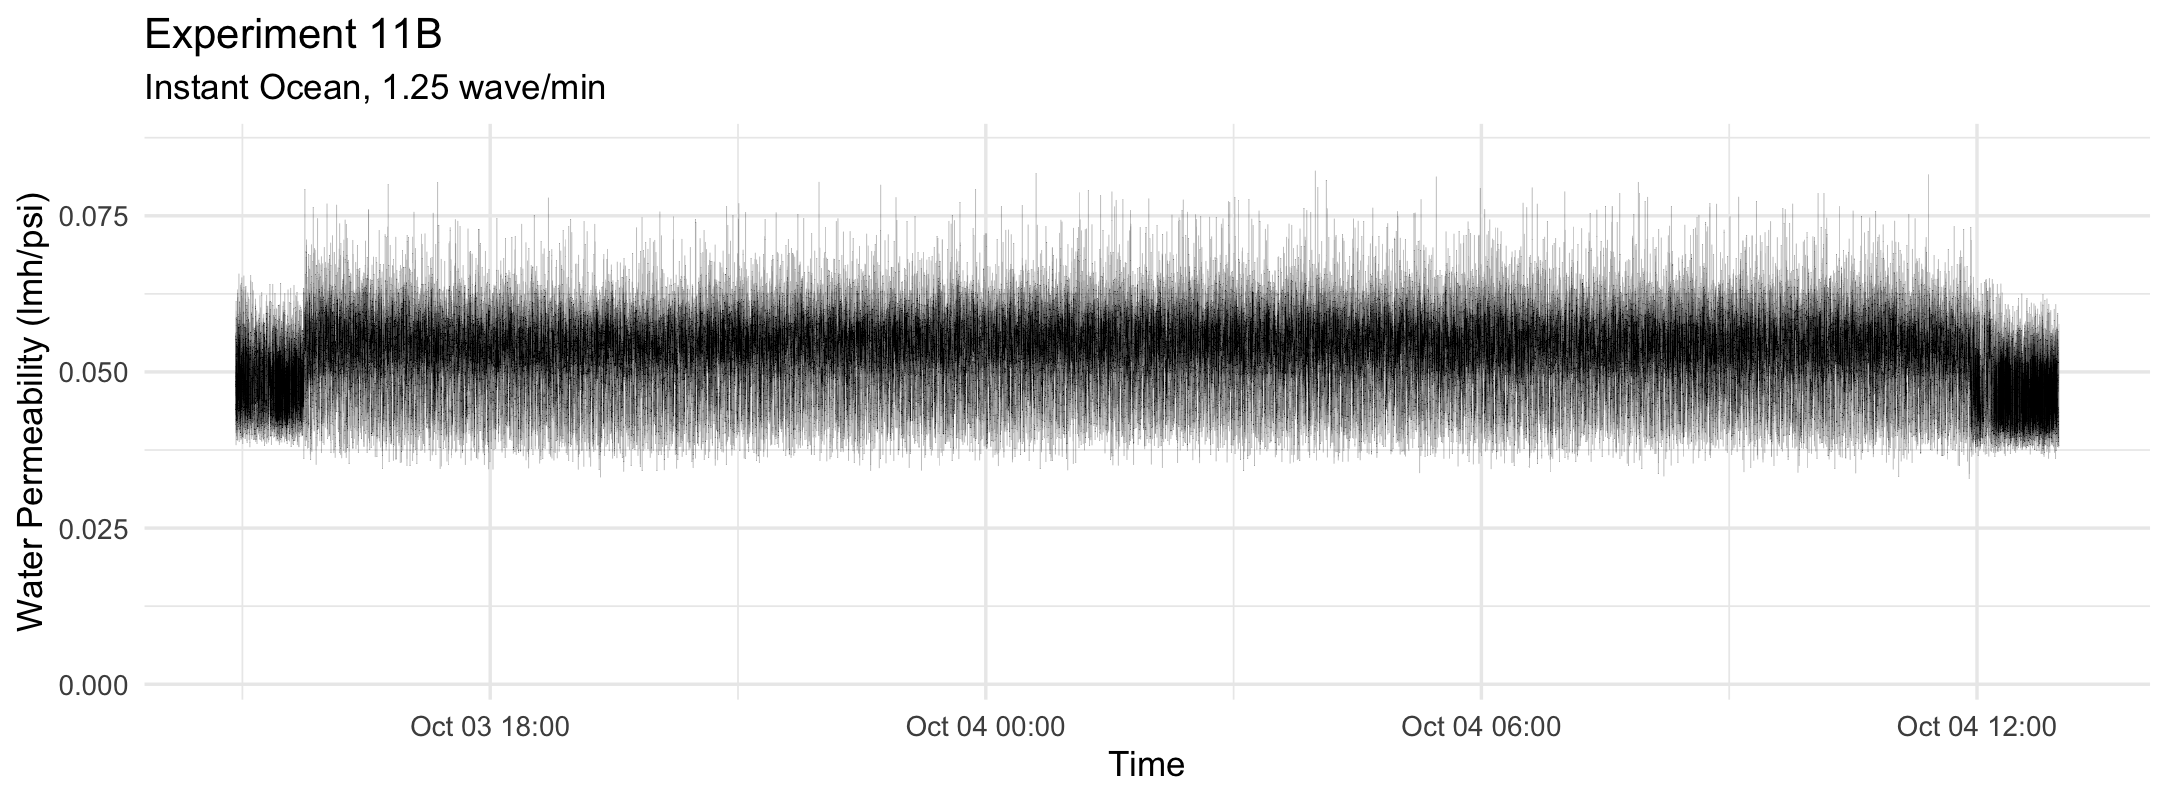 Experiment 11B
Instant Ocean, 1.25 wave/min
Water Permeability (lmh/psi)
0.075
0.050
0.025
0.000
Oct 03 18:00
Oct 04 00:00
Oct 04 06:00
Oct 04 12:00
Time